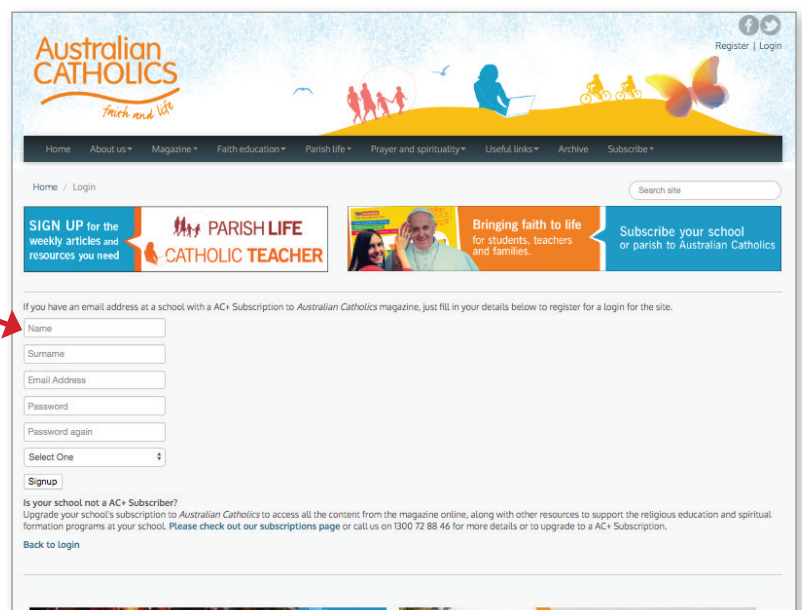 Australian
CATHOLICS
faith and life
Register | Login
Home About us Magazine Faith education Parish life Prayer and spirituality Useful links Archive Subscribe
Home / Login
Search site
SIGN UP for the
weekly articles and
resources you need
PARISH LIFE
CATHOLIC TEACHER
Bringing faith to life
for students, teachers
and families.
Subscribe your school
or parish to Australian Catholics
If you have an email address at a school with a AC+ Subscription to Australian Catholics magazine, just fill in your details below to register for a login for the site.
Name
Surname
Email Address
Password
Password again
Select One
Signup
Is your school not a AC+ Subscriber?
Upgrade your school's subscription to Australian Catholics to access all the content from the magazine online, along with other resources to support the religious education and spiritual
formation programs at your school. Please check out our subscriptions page or call us on 1300 72 88 46 for more details or to upgrade to a AC+ Subscription.
Back to login